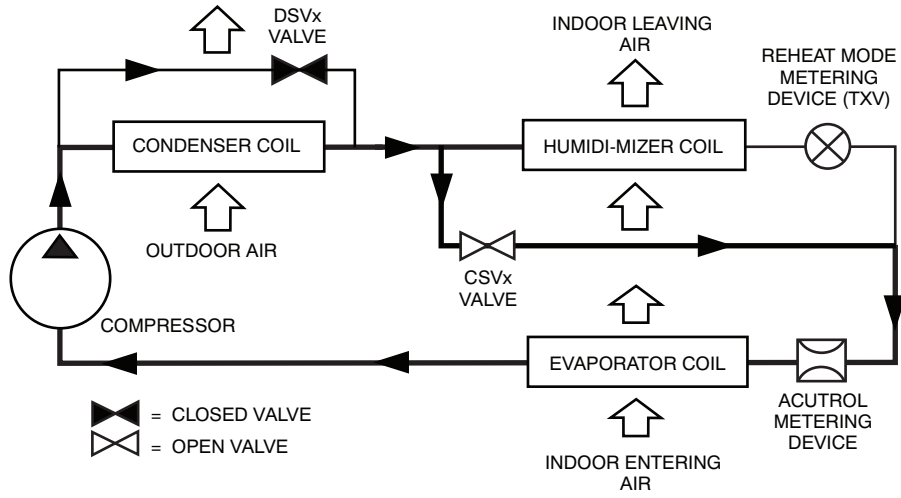 DSVx
VALVE
INDOOR LEAVING
AIR
REHEAT MODE
METERING
DEVICE (TXV)
CONDENSER COIL
HUMIDI-MIZER COIL
OUTDOOR AIR
CSVx
VALVE
COMPRESSOR
EVAPORATOR COIL
= CLOSED VALVE
= OPEN VALVE
ACUTROL
METERING
DEVICE
INDOOR ENTERING
AIR